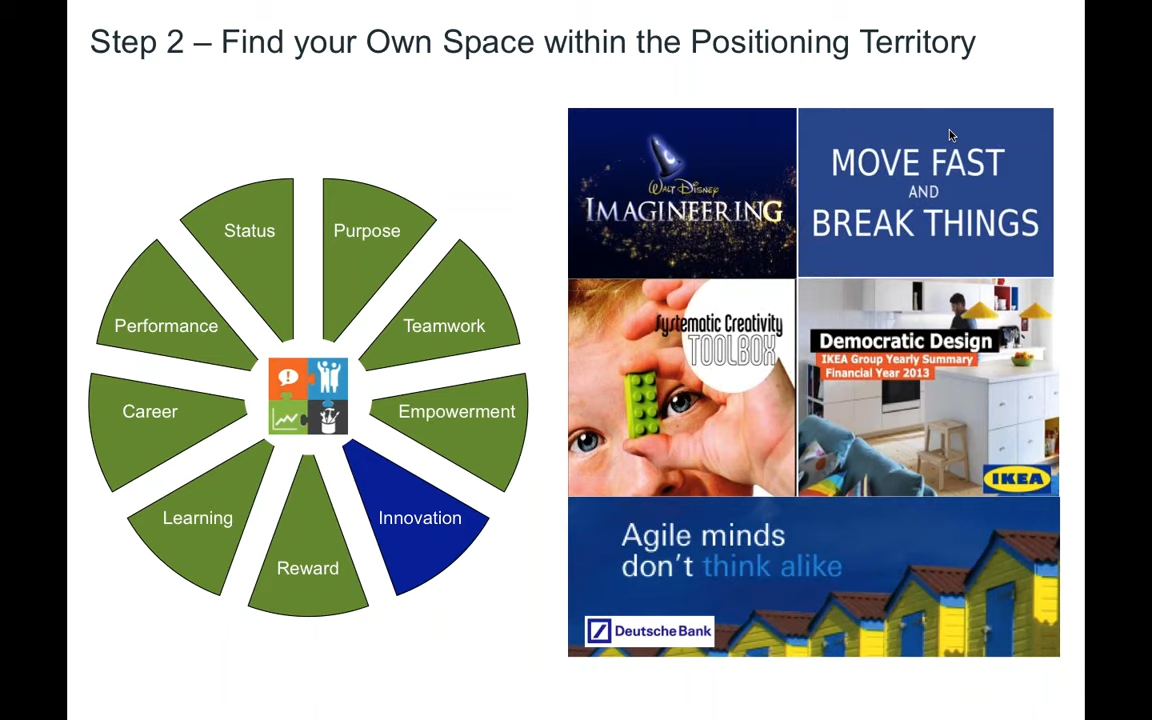 Step 2 – Find your Own Space within the Positioning Territory
Status
Purpose
Performance
Teamwork
Career
Empowerment
Learning
Innovation
Reward
WALT DISNEY
IMAGINEERING
MOVE FAST
AND
BREAK THINGS
Systematic Creativity
TOOLBOX
Democratic Design
IKEA Group Yearly Summary
Financial Year 2013
IKEA
Agile minds
don't think alike
Deutsche Bank